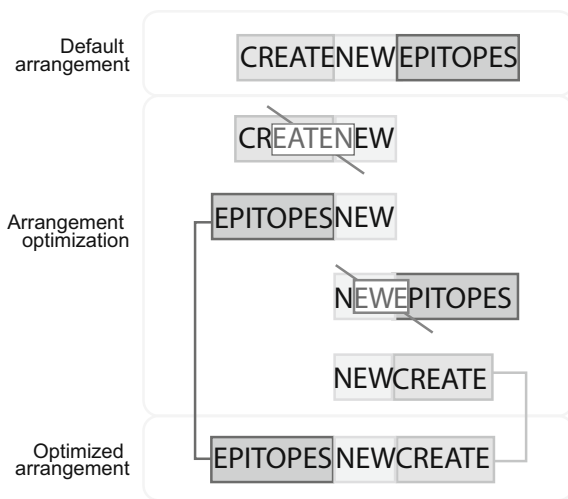 Default
arrangement
CREATENEWEPITOPES
CREATENEW
Arrangement
optimization
EPITOPESNEW
NEWEPITOPES
NEWCREATE
Optimized
arrangement
EPITOPESNEWCREATE